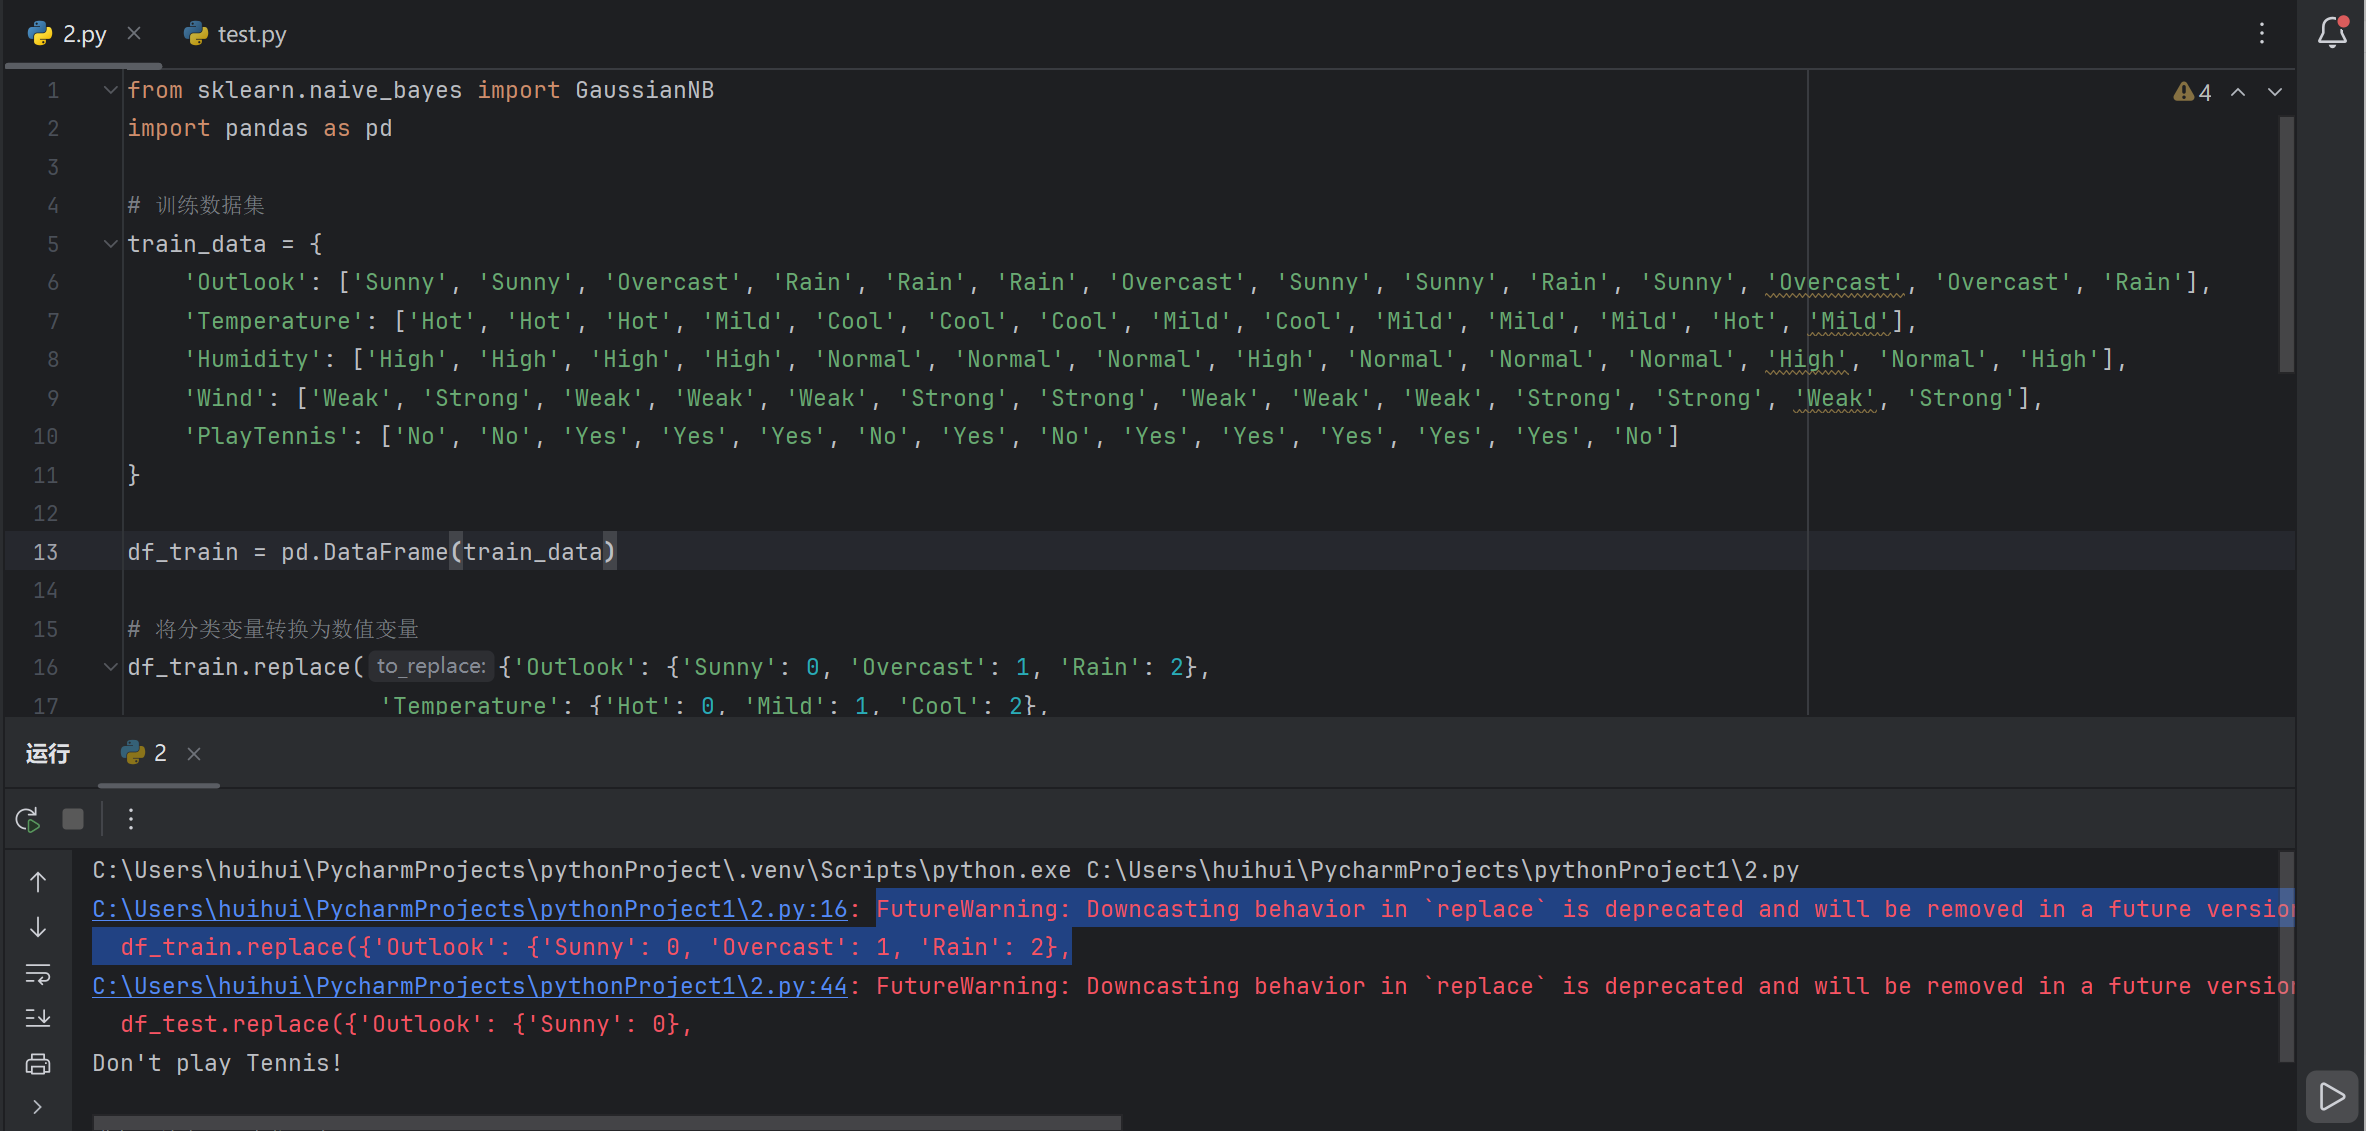 2.py
test.py
4
1 from sklearn.naive_bayes import GaussianNB
2 import pandas as pd
3
4 # 训练数据集
5 train_data = {
6 'Outlook': ['Sunny', 'Sunny', 'Overcast', 'Rain', 'Rain', 'Rain', 'Overcast', 'Sunny', 'Sunny', 'Rain', 'Sunny', 'Overcast', 'Overcast', 'Rain'],
7 'Temperature': ['Hot', 'Hot', 'Hot', 'Mild', 'Cool', 'Cool', 'Cool', 'Mild', 'Cool', 'Mild', 'Mild', 'Mild', 'Hot', 'Mild'],
8 'Humidity': ['High', 'High', 'High', 'High', 'Normal', 'Normal', 'Normal', 'High', 'Normal', 'Normal', 'Normal', 'High', 'Normal', 'High'],
9 'Wind': ['Weak', 'Strong', 'Weak', 'Weak', 'Weak', 'Strong', 'Strong', 'Weak', 'Weak', 'Weak', 'Strong', 'Strong', 'Weak', 'Strong'],
10 'PlayTennis': ['No', 'No', 'Yes', 'Yes', 'Yes', 'No', 'Yes', 'No', 'Yes', 'Yes', 'Yes', 'Yes', 'Yes', 'No']
11 }
12
13 df_train = pd.DataFrame(train_data)
14
15 # 将分类变量转换为数值变量
16 df_train.replace( to_replace: {'Outlook': {'Sunny': 0, 'Overcast': 1, 'Rain': 2},
17 'Temperature': {'Hot': 0, 'Mild': 1, 'Cool': 2},
运行
2
C:\Users\huihui\PycharmProjects\pythonProject\.venv\Scripts\python.exe C:\Users\huihui\PycharmProjects\pythonProject1\2.py
C:\Users\huihui\PycharmProjects\pythonProject1\2.py:16: FutureWarning: Downcasting behavior in `replace` is deprecated and will be removed in a future version
df_train.replace({'Outlook': {'Sunny': 0, 'Overcast': 1, 'Rain': 2},
C:\Users\huihui\PycharmProjects\pythonProject1\2.py:44: FutureWarning: Downcasting behavior in `replace` is deprecated and will be removed in a future version
df_test.replace({'Outlook': {'Sunny': 0},
Don't play Tennis!